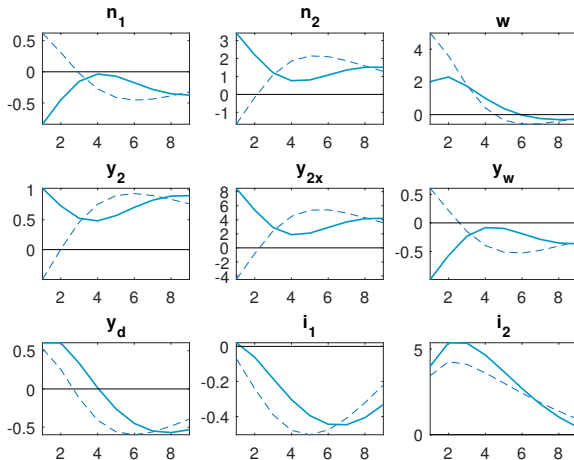 n1 n2 w
0.5 0 -0.5 2 4 6 8
3 2 1 0 -1 2 4 6 8
4 2 0 2 4 6 8
y2 y2x yw
1 0.5 0 2 4 6 8
8 6 4 2 0 -2 -4 2 4 6 8
0.5 0 -0.5 2 4 6 8
yd i1 i2
0.5 0 -0.5 2 4 6 8
0 -0.2 -0.4 2 4 6 8
5 0 2 4 6 8